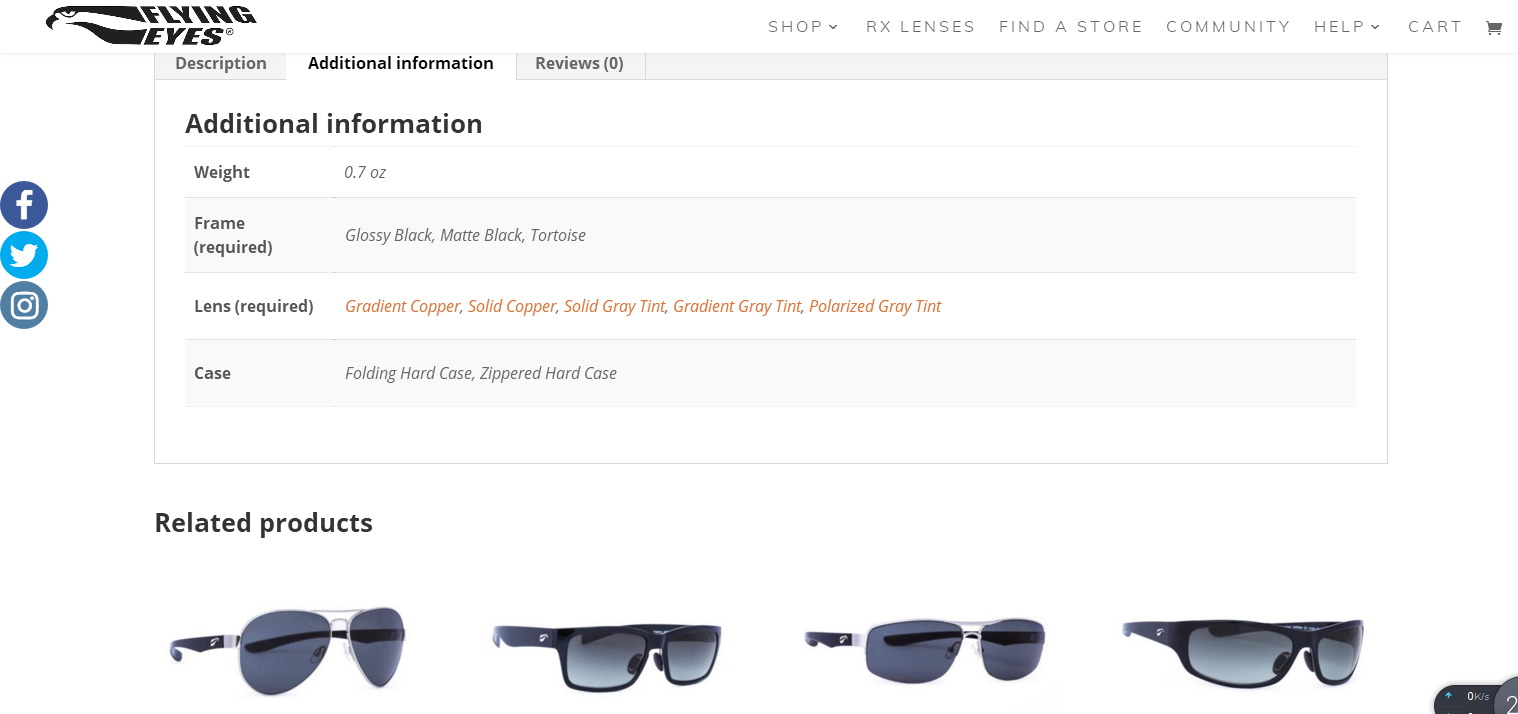 FLYING
EYES®
SHOP RX LENSES FIND A STORE COMMUNITY HELP CART
Description Additional information Reviews (0)
Additional information
Weight 0.7 oz
Frame
(required) Glossy Black, Matte Black, Tortoise
Lens (required) Gradient Copper, Solid Copper, Solid Gray Tint, Gradient Gray Tint, Polarized Gray Tint
Case Folding Hard Case, Zippered Hard Case
Related products
0K/s